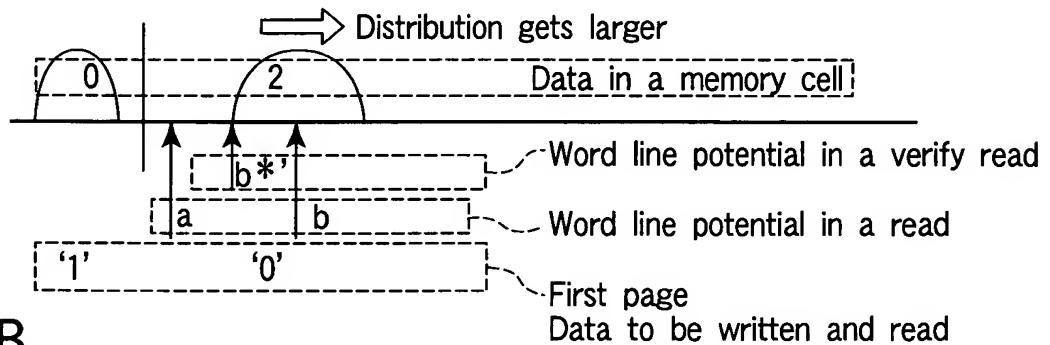 Distribution gets larger
0 2 Data in a memory cell
b*' Word line potential in a verify read
a b Word line potential in a read
'1' '0'
First page
Data to be written and read
B